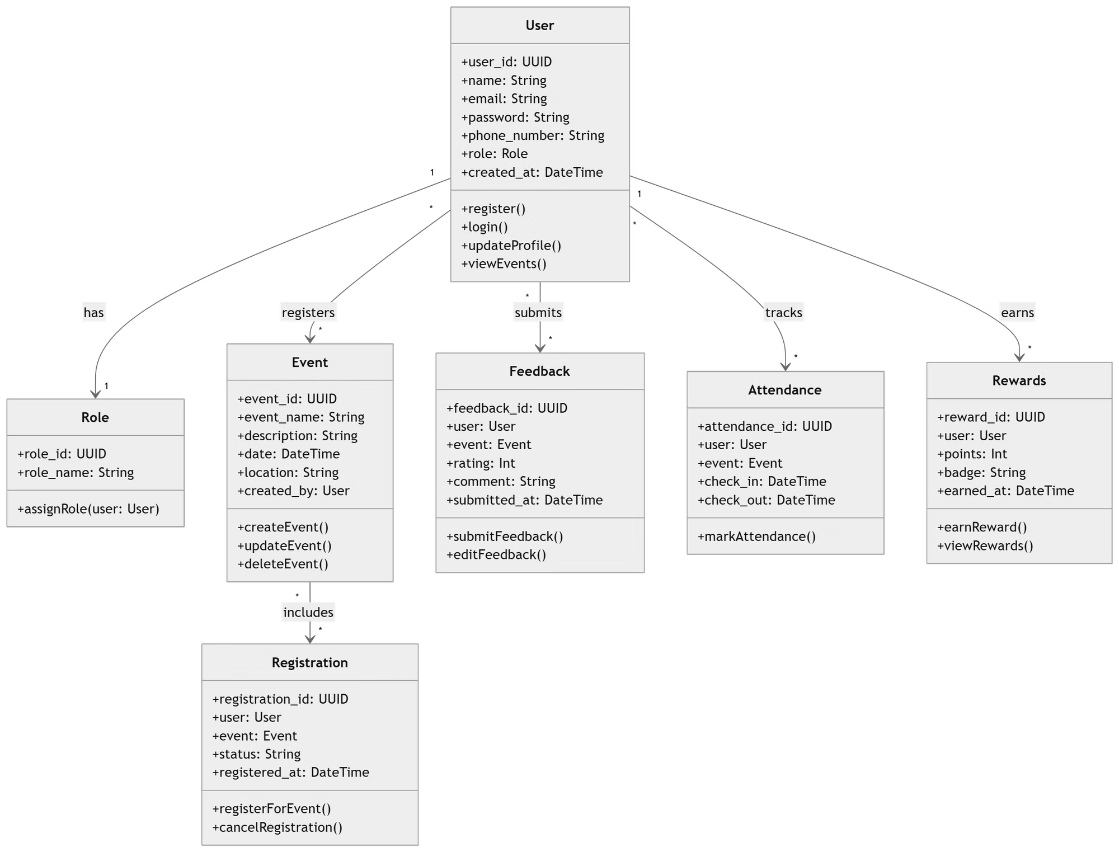 User
+user_id: UUID
+name: String
+email: String
+password: String
+phone_number: String
+role: Role
+created_at: DateTime
+register()
+login()
+updateProfile()
+viewEvents()
1
*
1
*
*
has
registers
submits
tracks
earns
1
*
*
*
*
Role
+role_id: UUID
+role_name: String
+assignRole(user: User)
Event
+event_id: UUID
+event_name: String
+description: String
+date: DateTime
+location: String
+created_by: User
+createEvent()
+updateEvent()
+deleteEvent()
Feedback
+feedback_id: UUID
+user: User
+event: Event
+rating: Int
+comment: String
+submitted_at: DateTime
+submitFeedback()
+editFeedback()
Attendance
+attendance_id: UUID
+user: User
+event: Event
+check_in: DateTime
+check_out: DateTime
+markAttendance()
Rewards
+reward_id: UUID
+user: User
+points: Int
+badge: String
+earned_at: DateTime
+earnReward()
+viewRewards()
*
includes
*
Registration
+registration_id: UUID
+user: User
+event: Event
+status: String
+registered_at: DateTime
+registerForEvent()
+cancelRegistration()